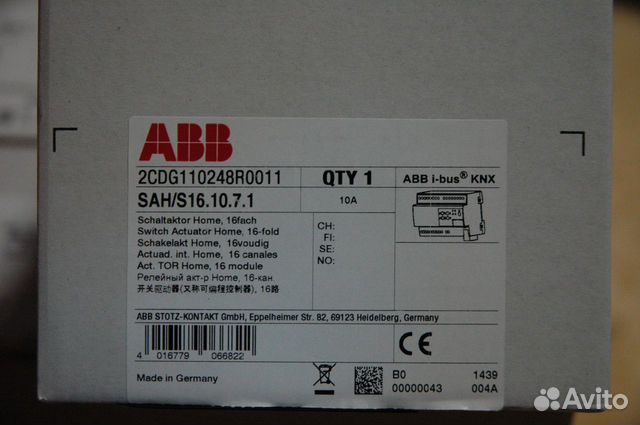 ABB
2CDG110248R0011
QTY 1
ABB i-bus® KNX
SAH/S16.10.7.1
10A
Schaltaktor Home, 16fach
Switch Actuator Home, 16-fold
Schakelakt Home, 16voudig
Actuad. int. Home, 16 canales
Act. TOR Home, 16 module
Релейный акт-р Home, 16-кан
开关驱动器(又称可编程控制器), 16路
CH:
FI:
SE:
NO:
ABB STOTZ-KONTAKT GmbH, Eppelheimer Str. 82, 69123 Heidelberg, Germany
4 016779 066822
CE
Made in Germany
B0 1439
00000043 004A
Avito